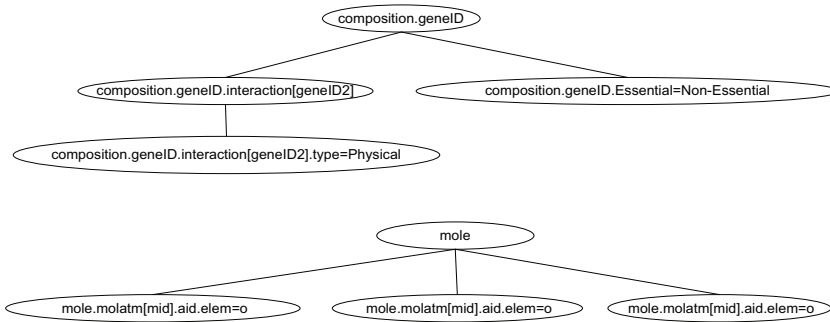 composition.geneID
composition.geneID.interaction[geneID2]
composition.geneID.Essential=Non-Essential
composition.geneID.interaction[geneID2].type=Physical
mole
mole.molatm[mid].aid.elem=o
mole.molatm[mid].aid.elem=o
mole.molatm[mid].aid.elem=o